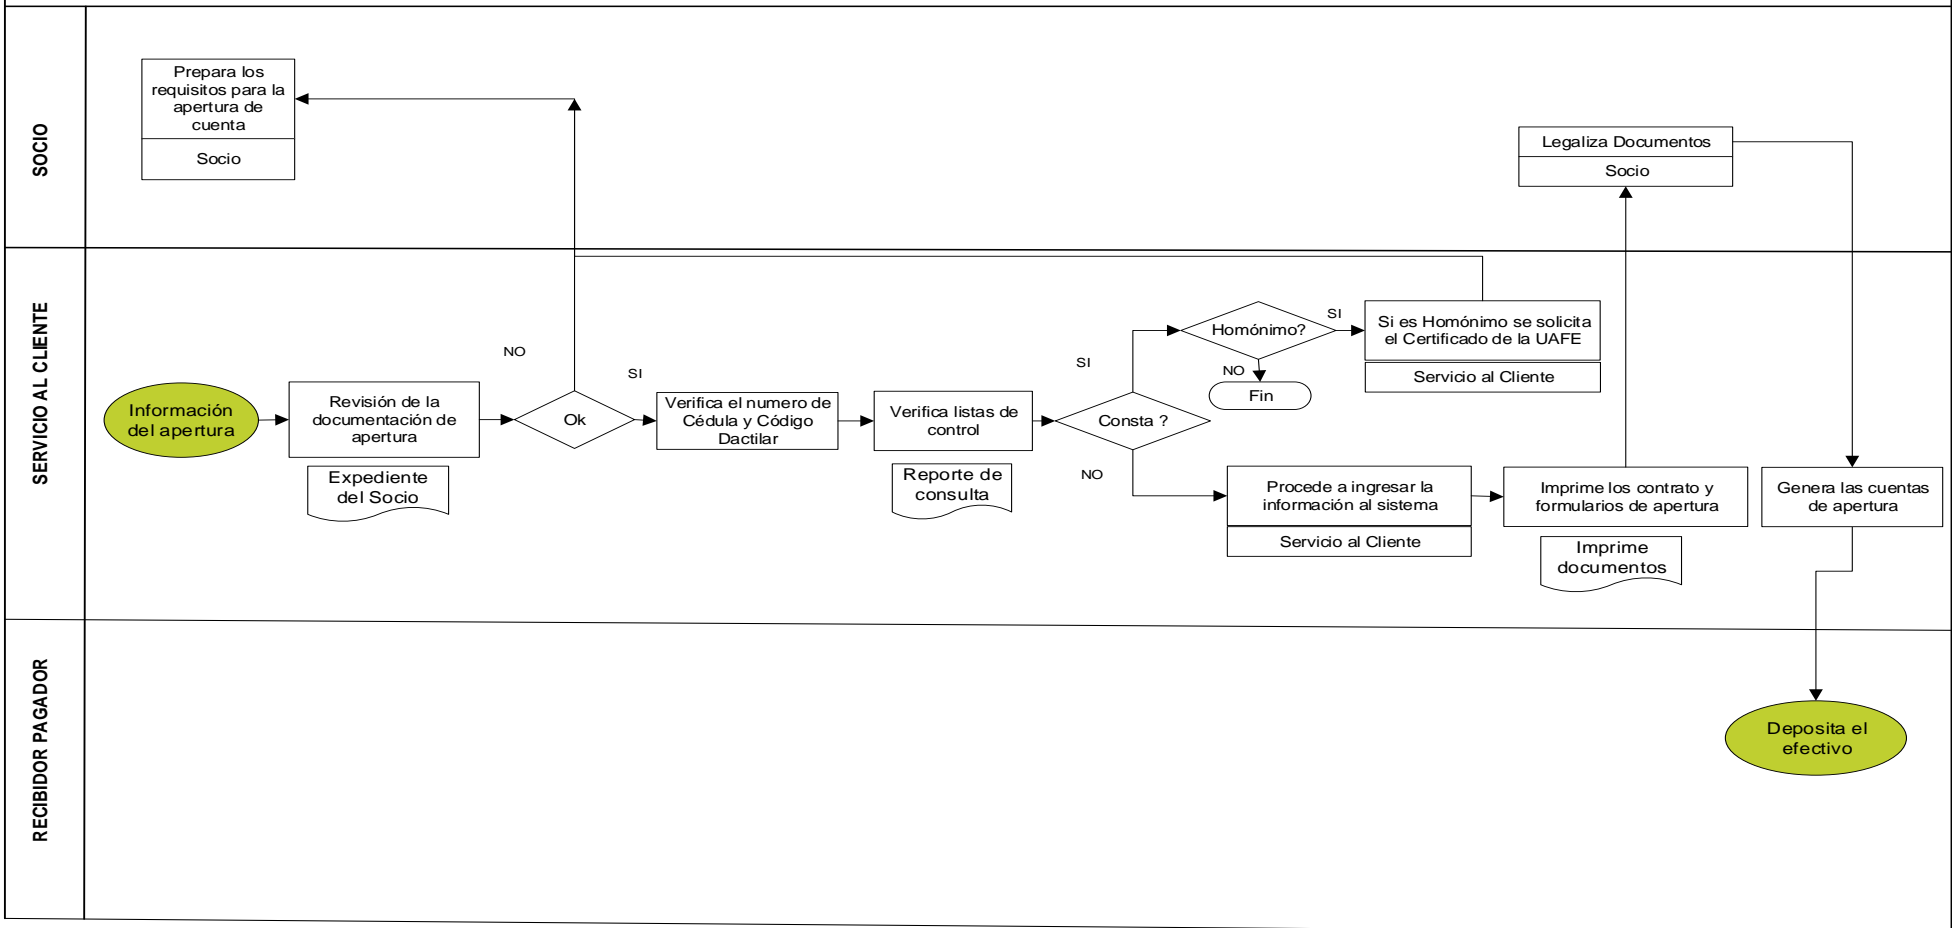 SOCIO
Prepara los
requisitos para la
apertura de
cuenta
Socio
Legaliza Documentos
Socio
SERVICIO AL CLIENTE
Información
del apertura
Revisión de la
documentación de
apertura
Expediente
del Socio
NO
Ok
SI
Verifica el numero de
Cédula y Código
Dactilar
Verifica listas de
control
Reporte de
consulta
Consta ?
SI
Homónimo?
SI
NO
Fin
Si es Homónimo se solicita
el Certificado de la UAFE
Servicio al Cliente
NO
Procede a ingresar la
información al sistema
Servicio al Cliente
Imprime los contrato y
formularios de apertura
Imprime
documentos
Genera las cuentas
de apertura
RECIBIDOR PAGADOR
Deposita el
efectivo